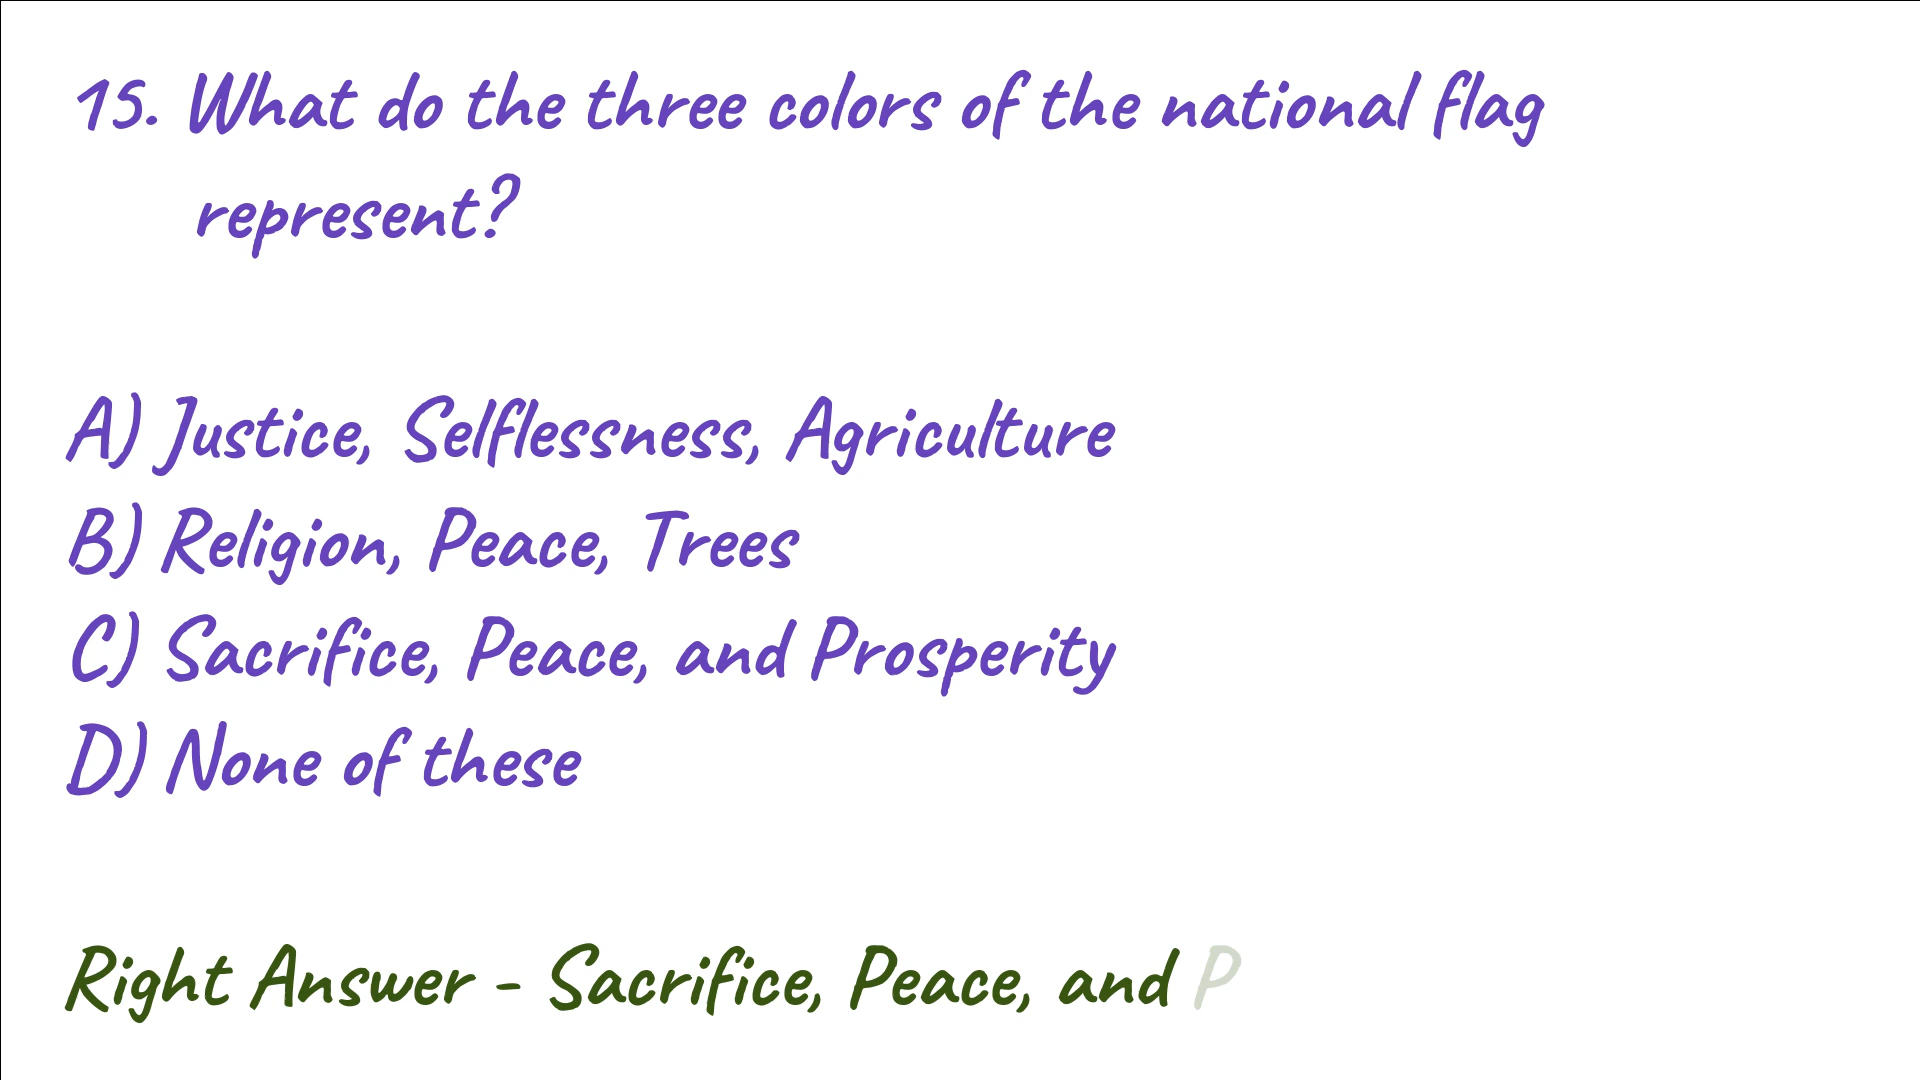 15. What do the three colors of the national flag
represent?
A) Justice, Selflessness, Agriculture
B) Religion, Peace, Trees
C) Sacrifice, Peace, and Prosperity
D) None of these
Right Answer - Sacrifice, Peace, and P